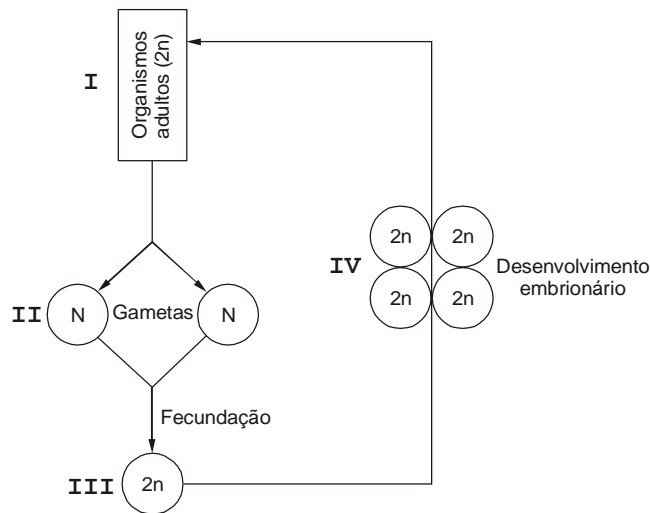 I
Organismos
adultos (2n)
II
N
Gametas
N
Fecundação
III
2n
IV
2n
2n
2n
2n
Desenvolvimento
embrionário